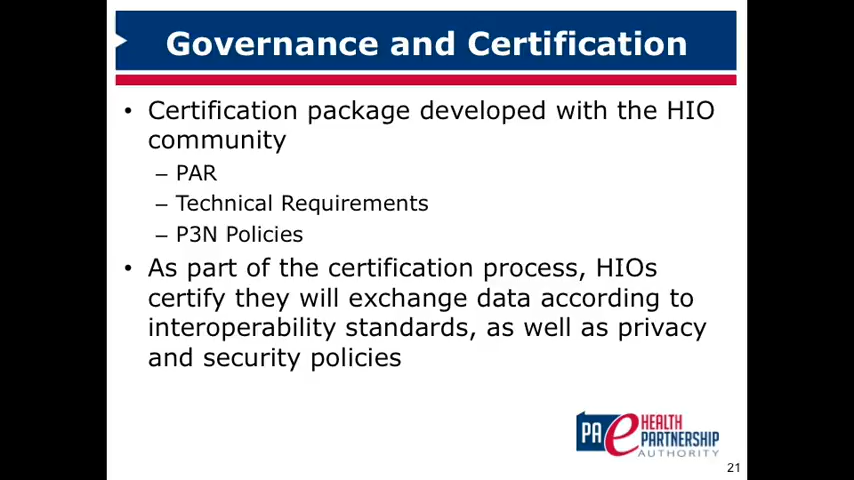 Governance and Certification
• Certification package developed with the HIO
community
– PAR
– Technical Requirements
– P3N Policies
• As part of the certification process, HIOs
certify they will exchange data according to
interoperability standards, as well as privacy
and security policies
PA e HEALTH
PARTNERSHIP
AUTHORITY
21